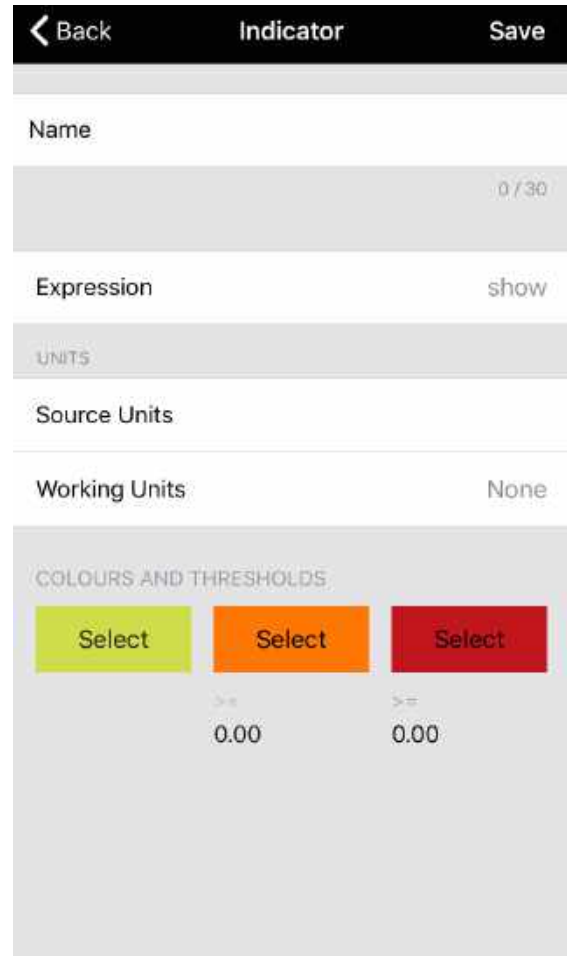 Back Indicator Save
Name
0 / 30
Expression show
UNITS
Source Units
Working Units None
COLOURS AND THRESHOLDS
Select Select Select
>= >=
0.00 0.00